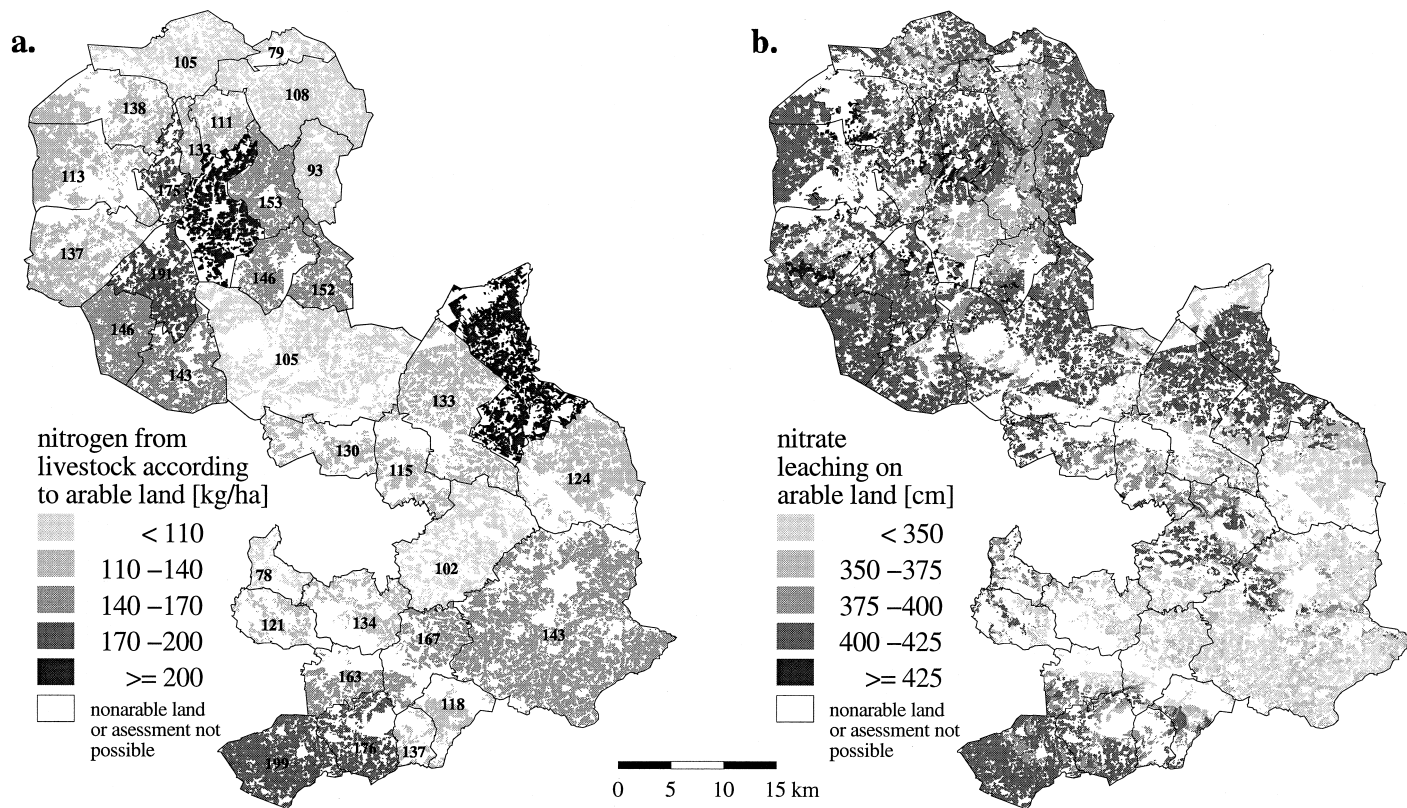 a.
105
79
138
108
111
133
113
175
93
153
137
191
146
152
146
105
143
133
130
115
124
78
102
121
134
167
143
163
118
176
137
199
nitrogen from
livestock according
to arable land [kg/ha]
< 110
110 –140
140 –170
170 –200
>= 200
nonarable land
or asessment not
possible
0 5 10 15 km
b.
nitrate
leaching on
arable land [cm]
< 350
350 –375
375 –400
400 –425
>= 425
nonarable land
or asessment not
possible